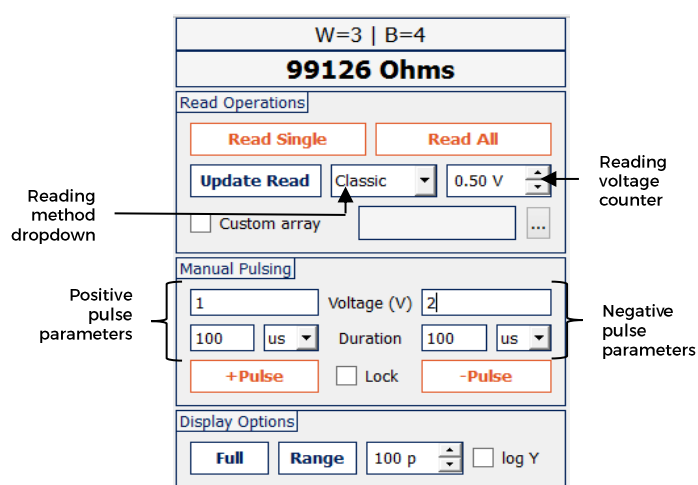 W=3 | B=4
99126 Ohms
Read Operations
Read Single Read All
Update Read Classic 0.50 V
Custom array ...
Reading
voltage
counter
Reading
method
dropdown
Manual Pulsing
1 Voltage (V) 2
100 us Duration 100 us
+Pulse Lock -Pulse
Positive
pulse
parameters
Negative
pulse
parameters
Display Options
Full Range 100 p log Y